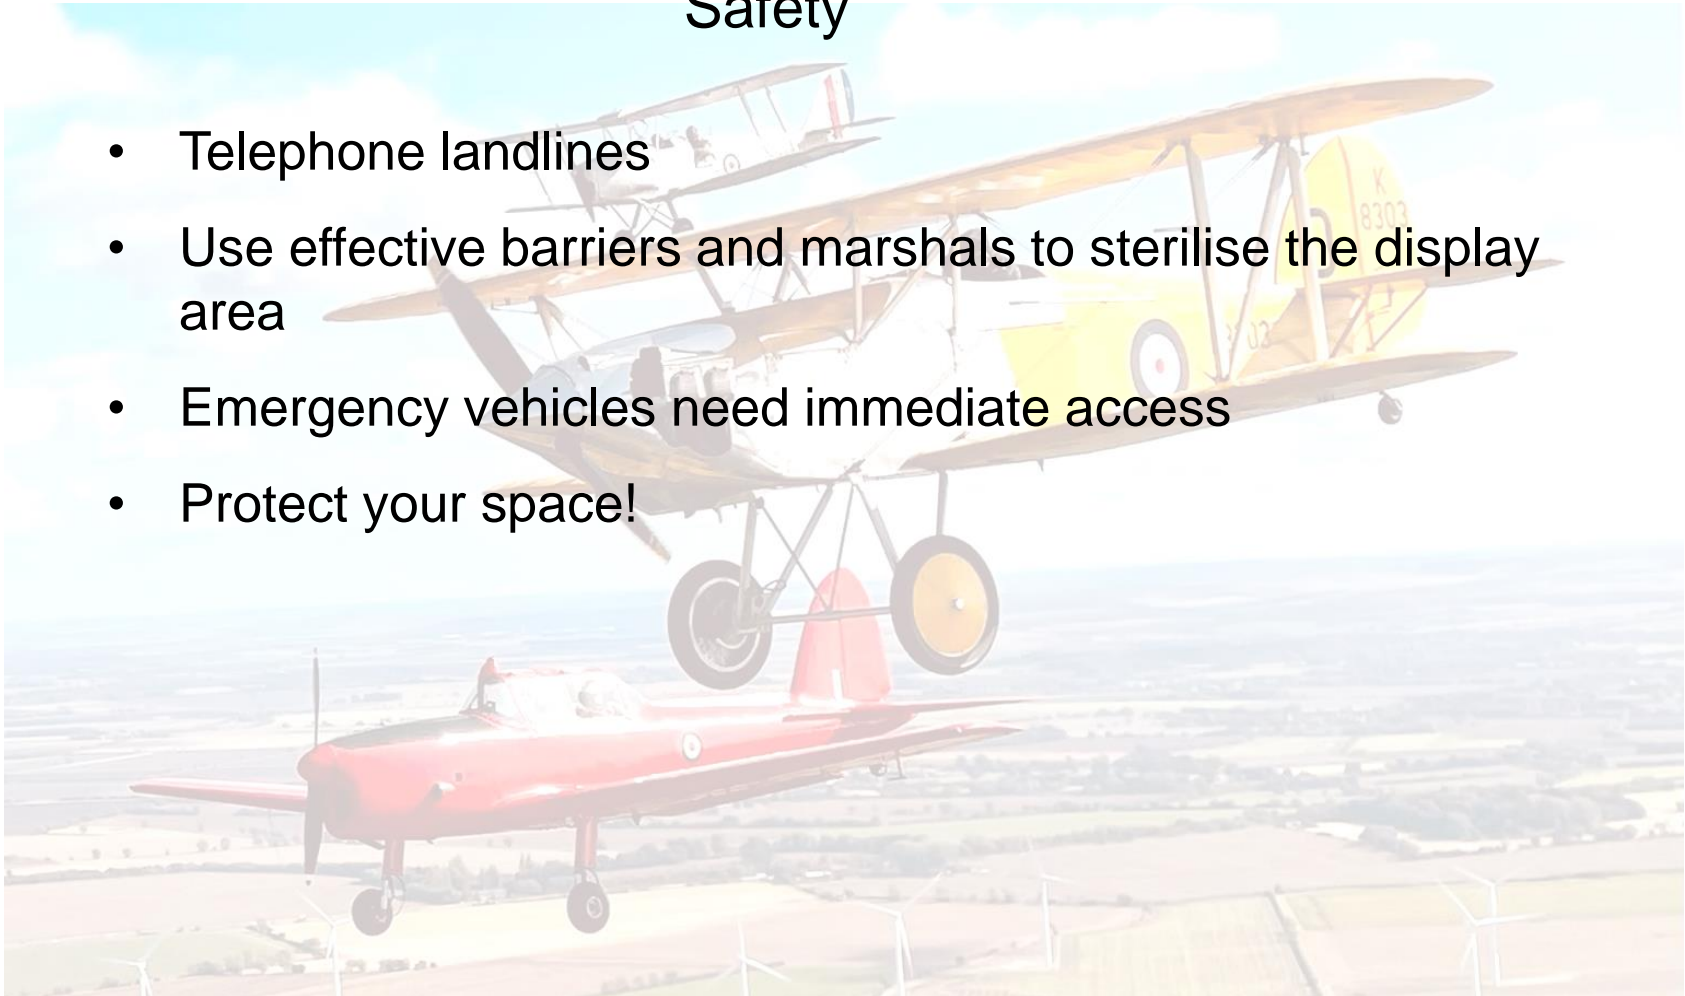 Safety
• Telephone landlines
• Use effective barriers and marshals to sterilise the display
area
• Emergency vehicles need immediate access
• Protect your space!
K
8303